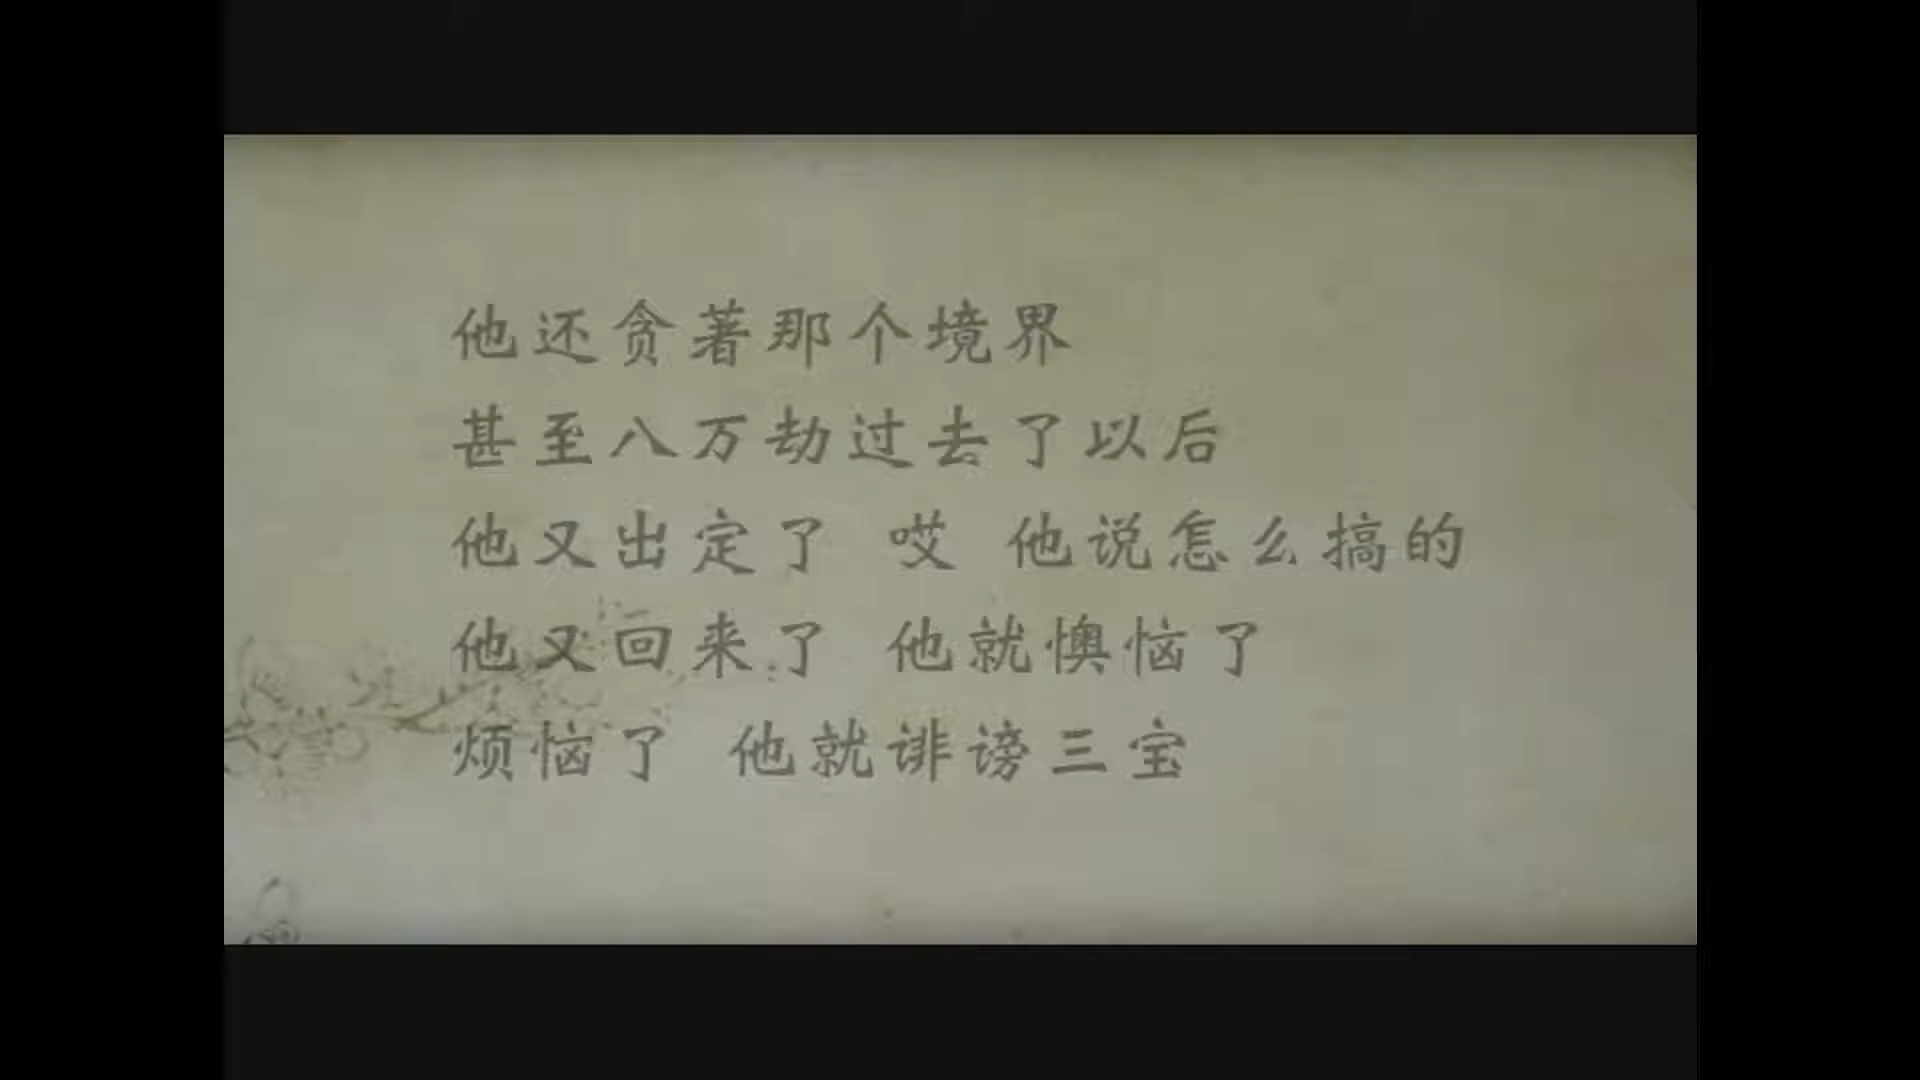 他还贪著那个境界
甚至八万劫过去了以后
他又出定了 哎 他说怎么搞的
他又回来了 他就懊恼了
烦恼了 他就诽谤三宝